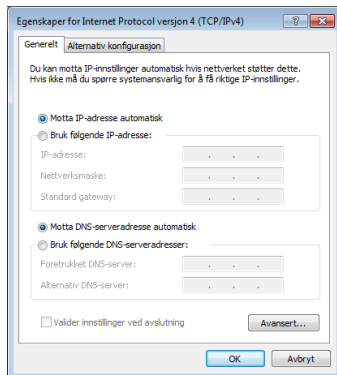 Egenskaper for Internet Protocol versjon 4 (TCP/IPv4)
Generelt Alternativ konfigurasjon
Du kan motta IP-innstillinger automatisk hvis nettverket støtter dette.
Hvis ikke må du spørre systemansvarlig for å få riktige IP-innstillinger.
Motta IP-adresse automatisk
Bruk følgende IP-adresse:
IP-adresse:
Nettverksmaske:
Standard gateway:
Motta DNS-serveradresse automatisk
Bruk følgende DNS-serveradresser:
Foretrukket DNS-server:
Alternativ DNS-server:
Valider innstillinger ved avslutning Avansert...
OK Avbryt